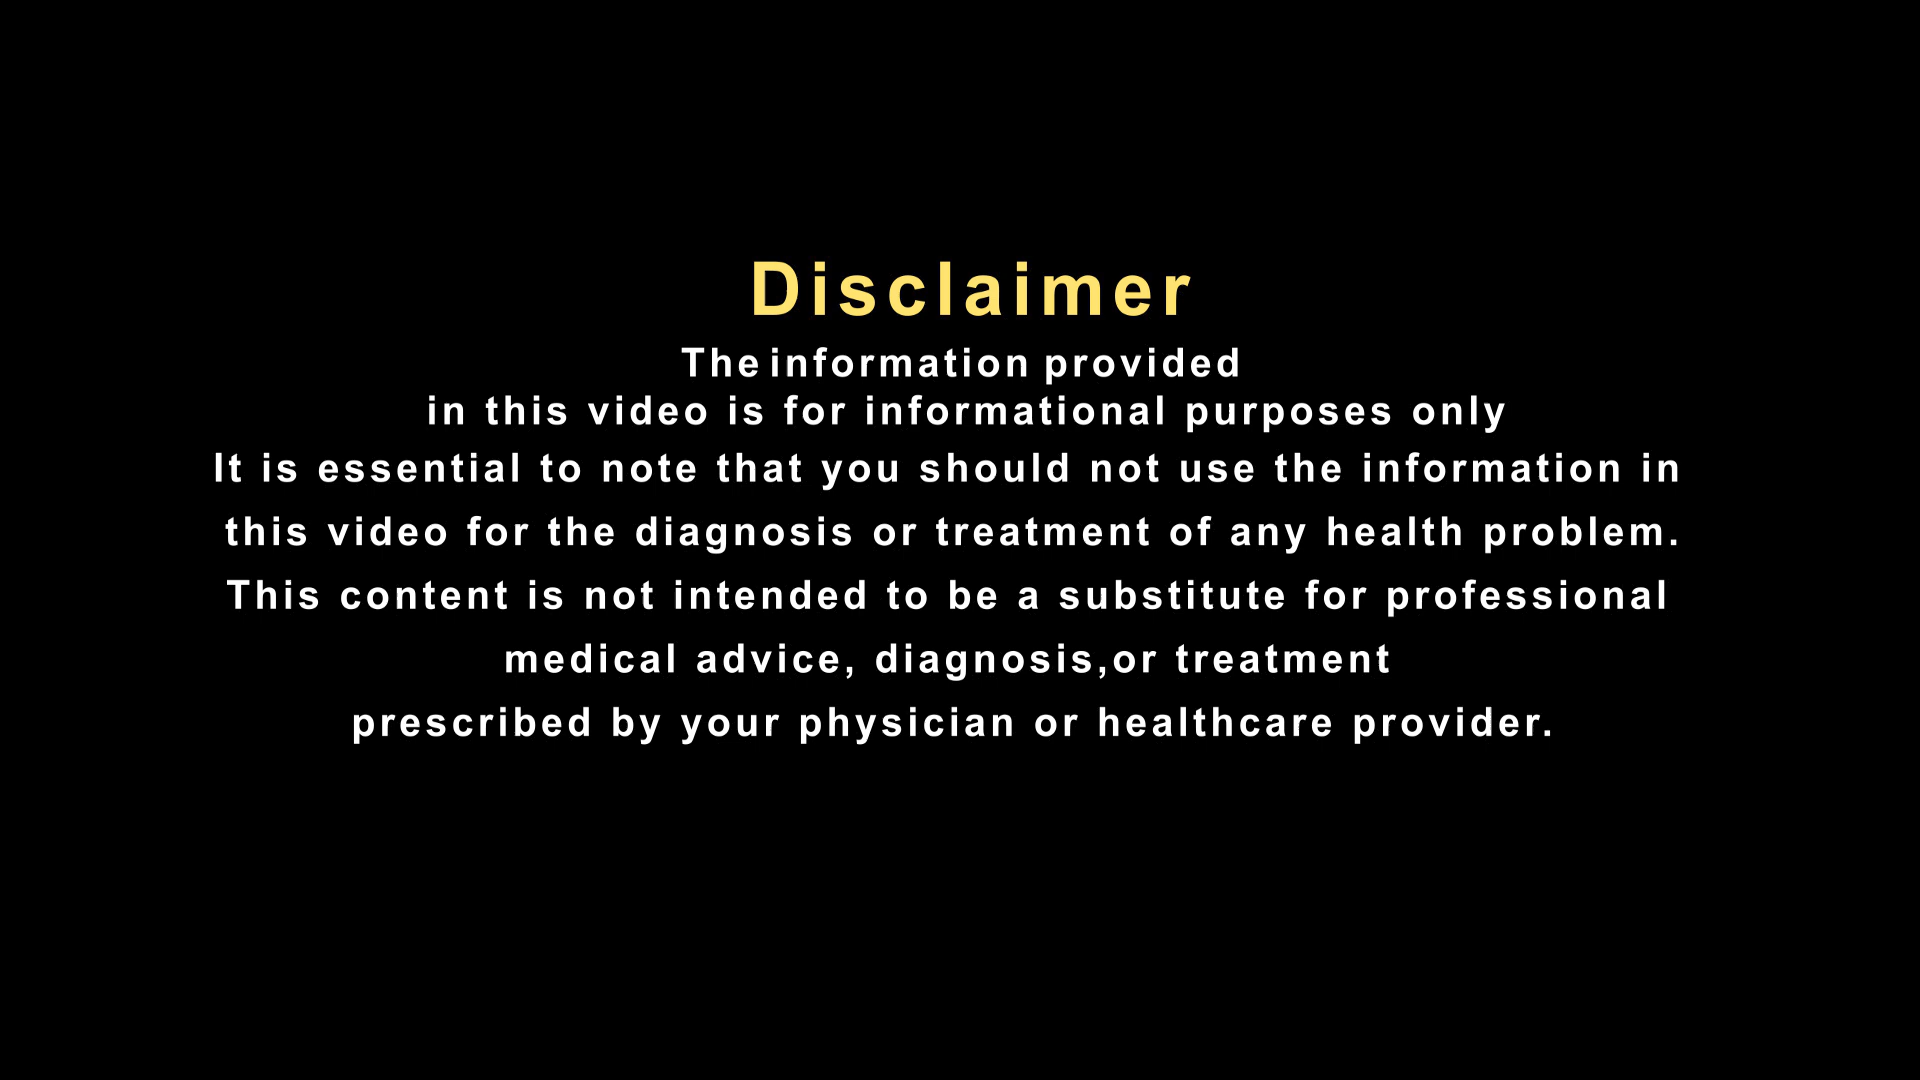 Disclaimer
The information provided
in this video is for informational purposes only
It is essential to note that you should not use the information in
this video for the diagnosis or treatment of any health problem.
This content is not intended to be a substitute for professional
medical advice, diagnosis,or treatment
prescribed by your physician or healthcare provider.